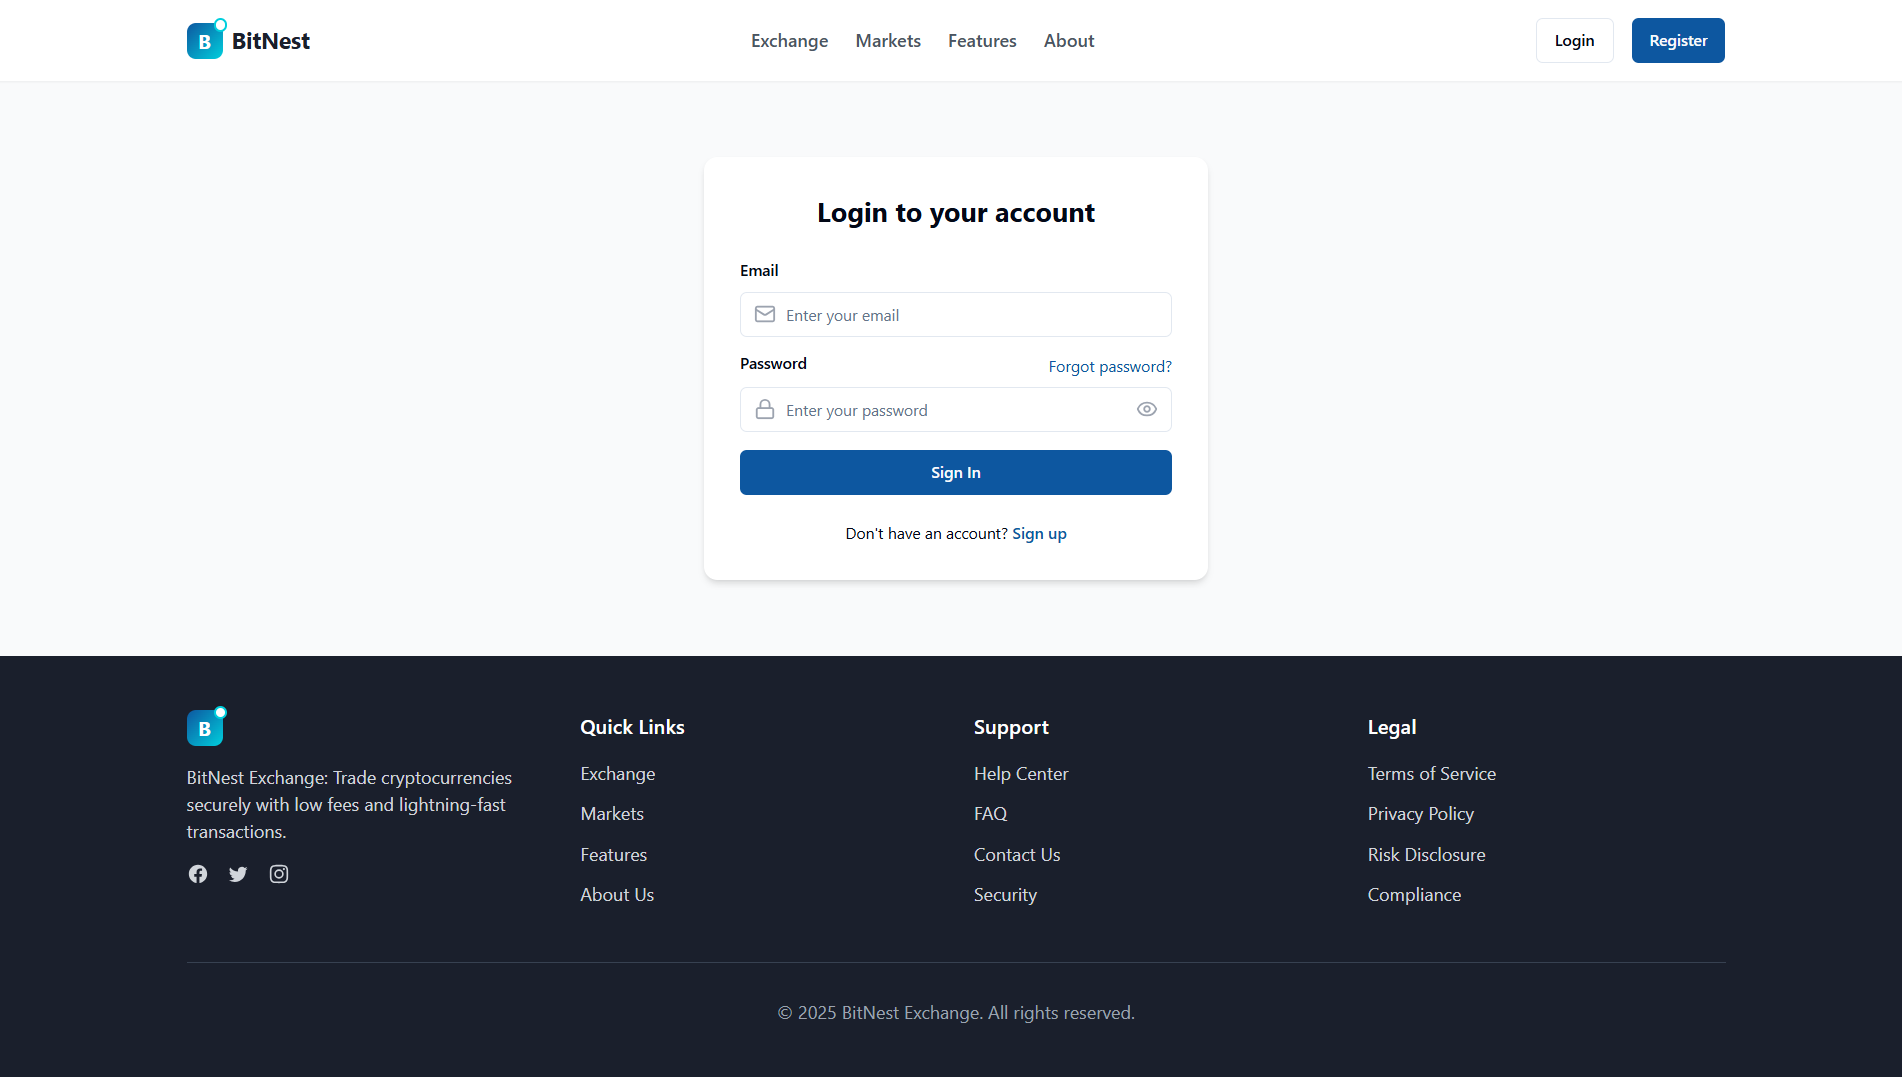 B BitNest
Exchange Markets Features About
Login Register
Login to your account
Email
Enter your email
Password Forgot password?
Enter your password
Sign In
Don't have an account? Sign up
B
BitNest Exchange: Trade cryptocurrencies
securely with low fees and lightning-fast
transactions.
Quick Links
Exchange
Markets
Features
About Us
Support
Help Center
FAQ
Contact Us
Security
Legal
Terms of Service
Privacy Policy
Risk Disclosure
Compliance
© 2025 BitNest Exchange. All rights reserved.